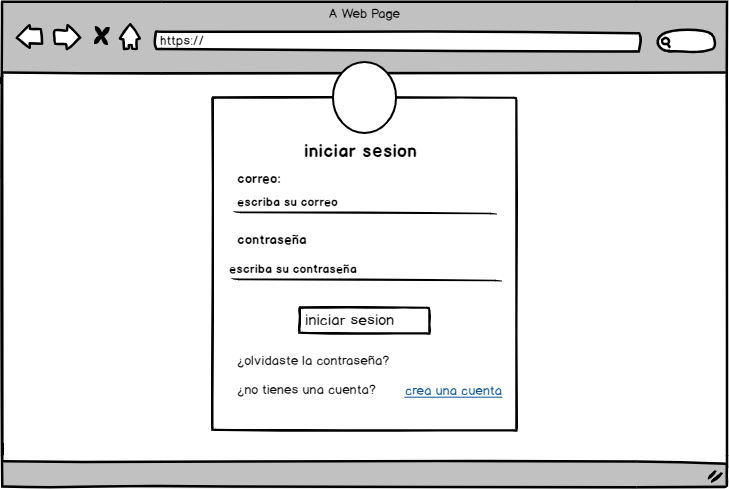 A Web Page
https://
iniciar sesion
correo:
escriba su correo
contraseña
escriba su contraseña
iniciar sesion
¿olvidaste la contraseña?
¿no tienes una cuenta? crea una cuenta